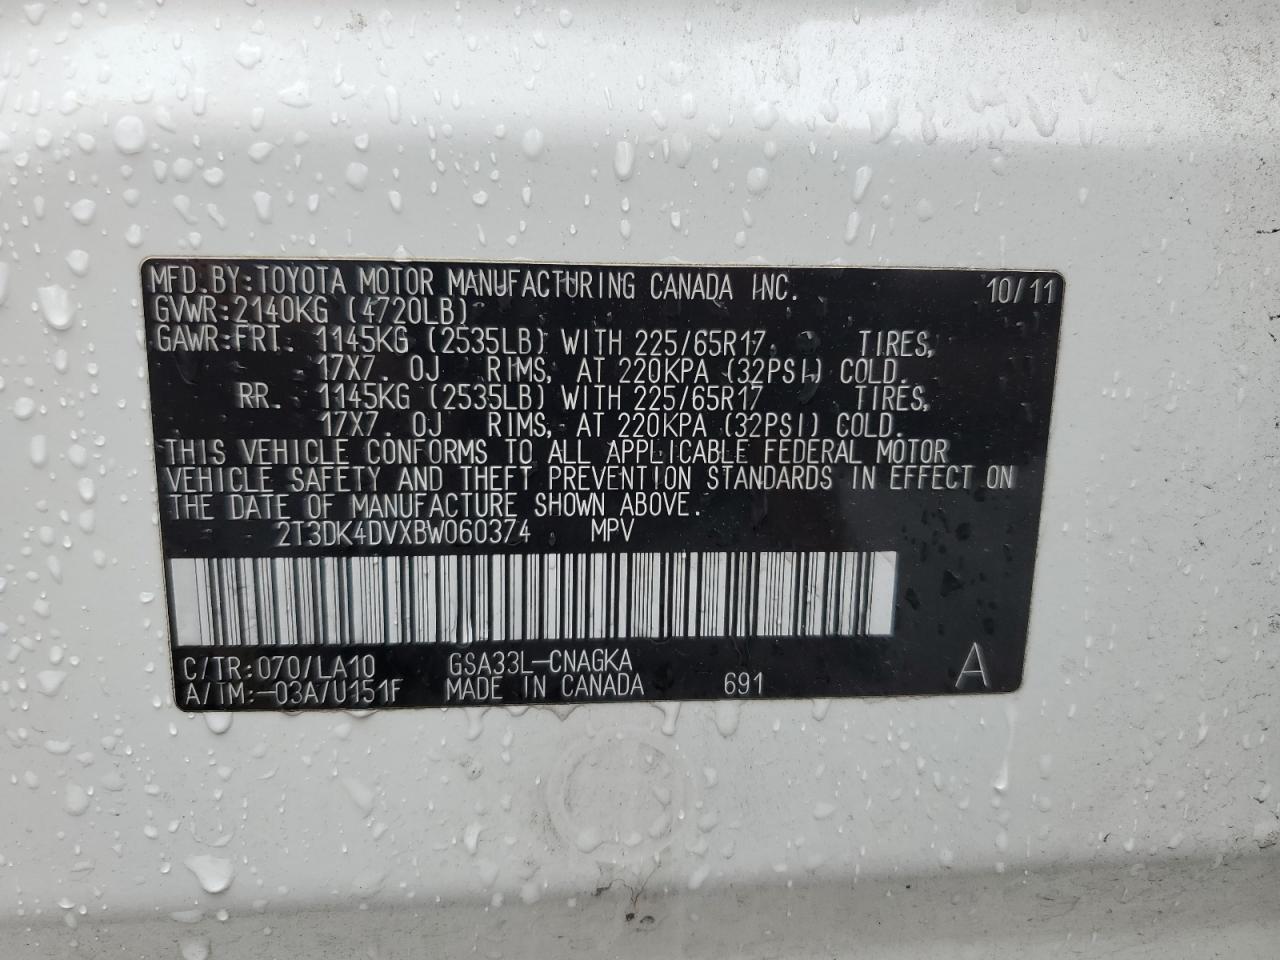 MFD.BY:TOYOTA MOTOR MANUFACTURING CANADA INC. 10/11
GVWR:2140KG (4720LB)
GAWR:FRT. 1145KG (2535LB) WITH 225/65R17 TIRES,
17X7.0J RIMS, AT 220KPA (32PSI) COLD.
RR. 1145KG (2535LB) WITH 225/65R17 TIRES,
17X7.0J RIMS, AT 220KPA (32PSI) COLD.
THIS VEHICLE CONFORMS TO ALL APPLICABLE FEDERAL MOTOR
VEHICLE SAFETY AND THEFT PREVENTION STANDARDS IN EFFECT ON
THE DATE OF MANUFACTURE SHOWN ABOVE.
2T3DK4DVXBW060374 MPV
C/TR:070/LA10 GSA33L-CNAGKA
A/TM:-03A/U151F MADE IN CANADA 691 A